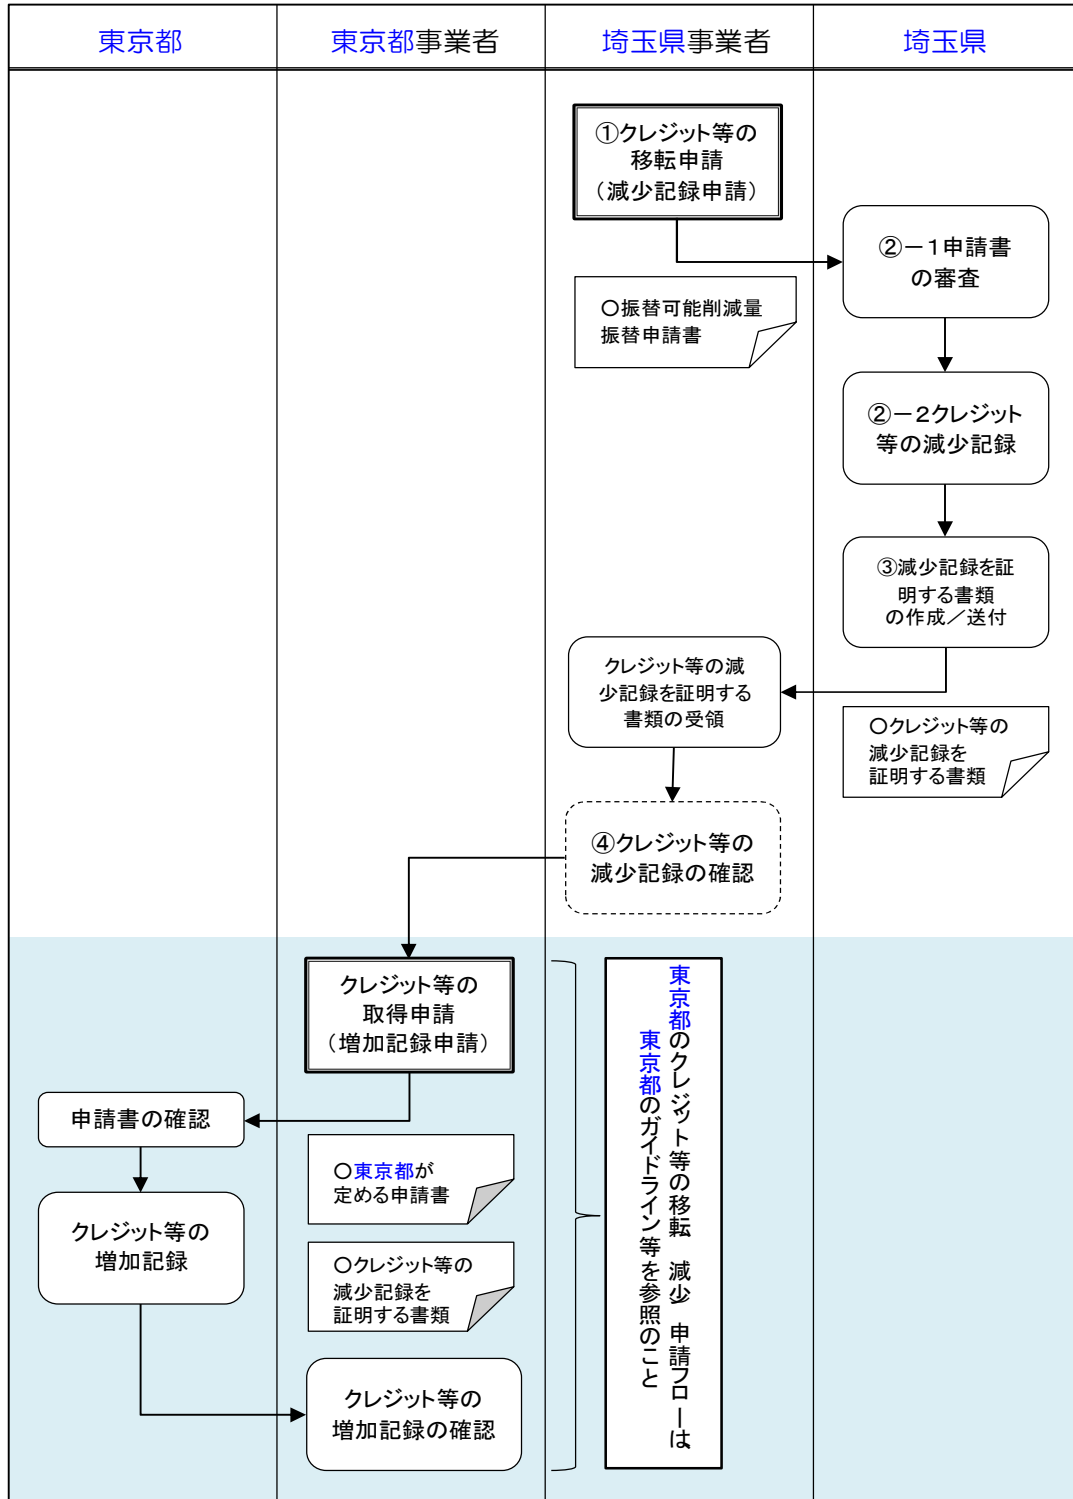 東京都
東京都事業者
埼玉県事業者
埼玉県
①クレジット等の
移転申請
（減少記録申請）
②－１申請書
の審査
○振替可能削減量
振替申請書
②－２クレジット
等の減少記録
③減少記録を証
明する書類
の作成／送付
クレジット等の減
少記録を証明する
書類の受領
○クレジット等の
減少記録を
証明する書類
④クレジット等の
減少記録の確認
クレジット等の
取得申請
（増加記録申請）
東京都のクレジット等の移転（減少）申請フローは、
東京都のガイドライン等を参照のこと
申請書の確認
○東京都が
定める申請書
クレジット等の
増加記録
○クレジット等の
減少記録を
証明する書類
クレジット等の
増加記録の確認